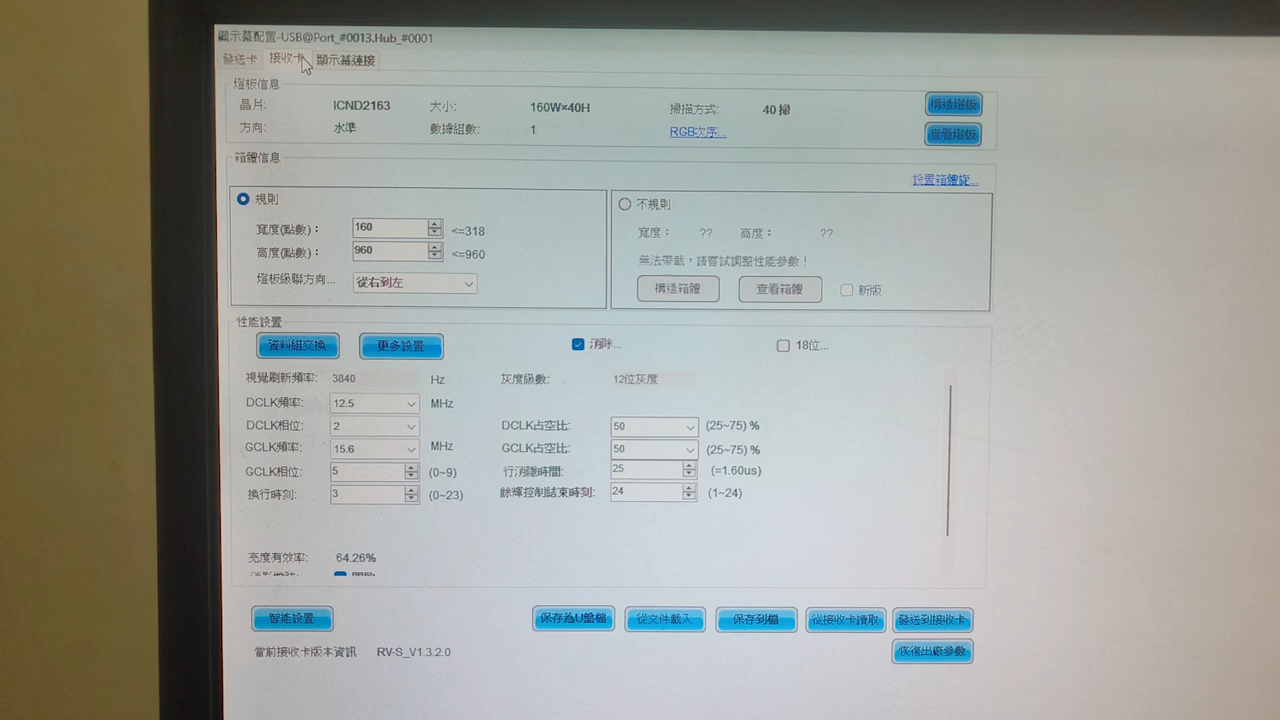 顯示幕配置-USB@Port_#0013.Hub_#0001
發送卡 接收卡 顯示幕連接
燈板信息
晶片: ICND2163 大小: 160W×40H 掃描方式: 40 掃 構造燈板
方向: 水準 數據組數: 1 RGB次序... 查看燈板
箱體信息
設置箱體旋...
規則 不規則
寬度(點數)： 160 <=318 寬度： ?? 高度： ??
高度(點數)： 960 <=960 無法帶載，請嘗試調整性能參數！
燈板級聯方向... 從右到左 構造箱體 查看箱體 新版
性能設置
資料組交換 更多設置 消除... 18位...
視覺刷新頻率: 3840 Hz 灰度級數: 12位灰度
DCLK頻率: 12.5 MHz
DCLK相位: 2 DCLK占空比: 50 (25~75) %
GCLK頻率: 15.6 MHz GCLK占空比: 50 (25~75) %
GCLK相位: 5 (0~9) 行消隱時間: 25 (=1.60us)
換行時刻: 3 (0~23) 餘輝控制結束時刻: 24 (1~24)
亮度有效率: 64.26%
智能設置 保存為U盤檔 從文件載入 保存到檔 從接收卡讀取 發送到接收卡
當前接收卡版本資訊 RV-S_V1.3.2.0 恢復出廠參數